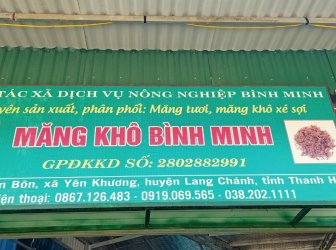 TÁC XÃ DỊCH VỤ NÔNG NGHIỆP BÌNH MINH
yên sản xuất, phân phối: Măng tươi, măng khô xé sợi
MĂNG KHÔ BÌNH MINH
GPĐKKD SỐ: 2802882991
n Bôn, xã Yên Khương, huyện Lang Chánh, tỉnh Thanh H
ện thoại: 0867.126.483 - 0919.069.565 - 038.202.1111